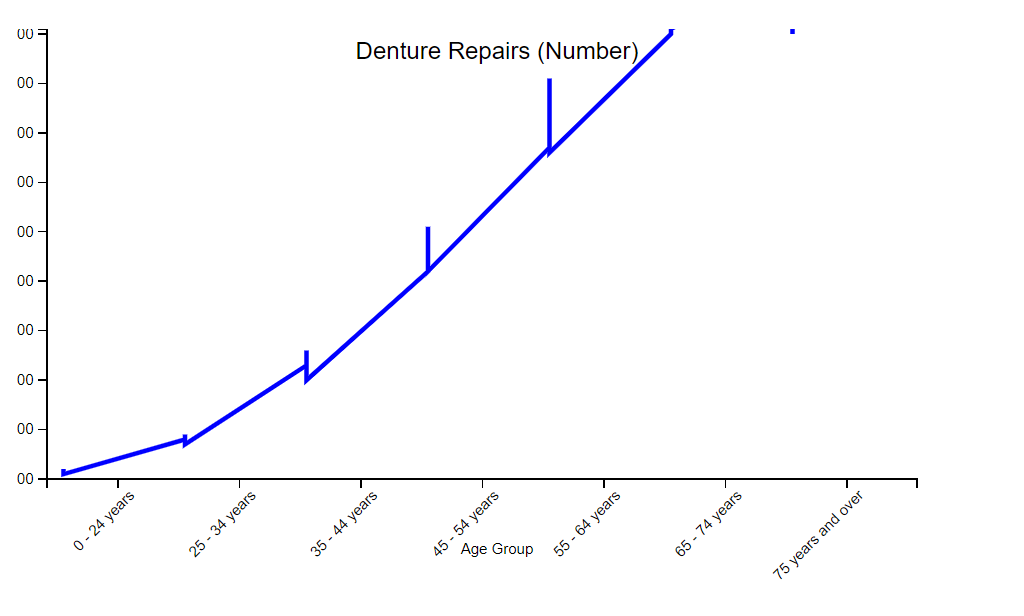 Denture Repairs (Number)
00
00
00
00
00
00
00
00
00
00
0 - 24 years
25 - 34 years
35 - 44 years
45 - 54 years
55 - 64 years
65 - 74 years
75 years and over
Age Group